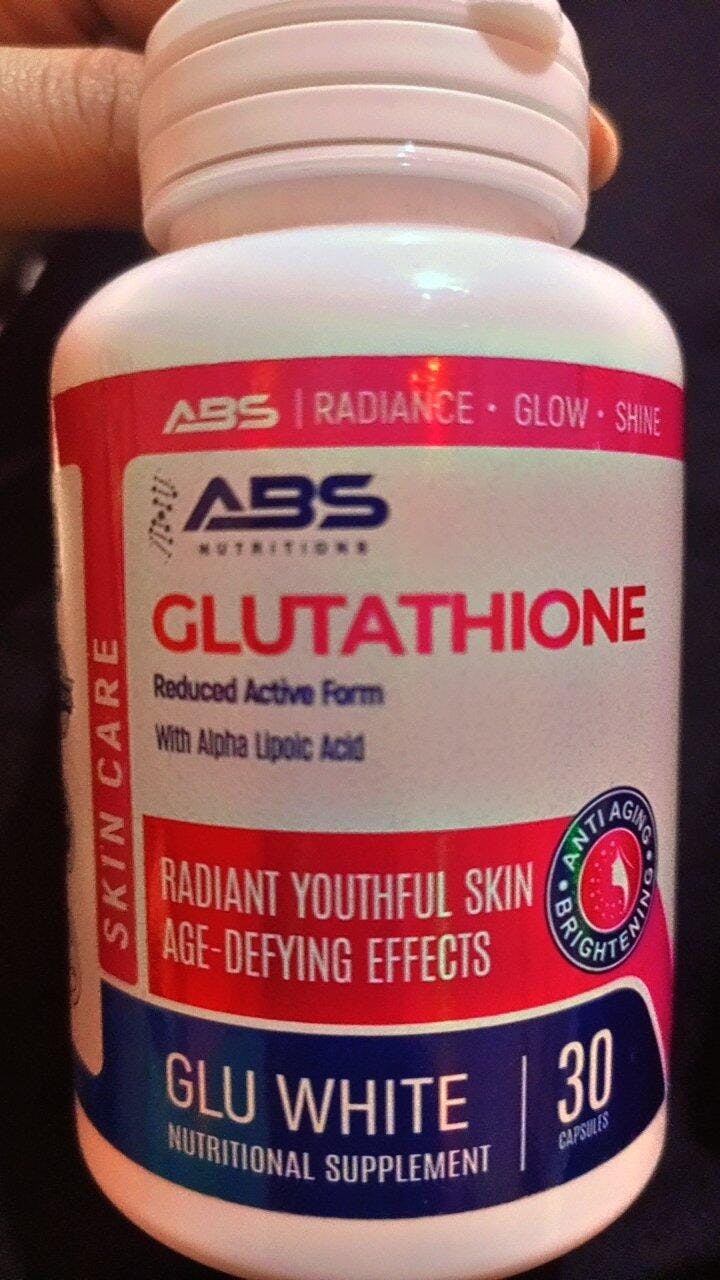 ABS | RADIANCE · GLOW · SHINE
ABS
NUTRITIONS
GLUTATHIONE
Reduced Active Form
With Alpha Lipoic Acid
SKIN CARE
RADIANT YOUTHFUL SKIN
AGE-DEFYING EFFECTS
ANTI AGING • BRIGHTENING •
GLU WHITE
NUTRITIONAL SUPPLEMENT
30
CAPSULES